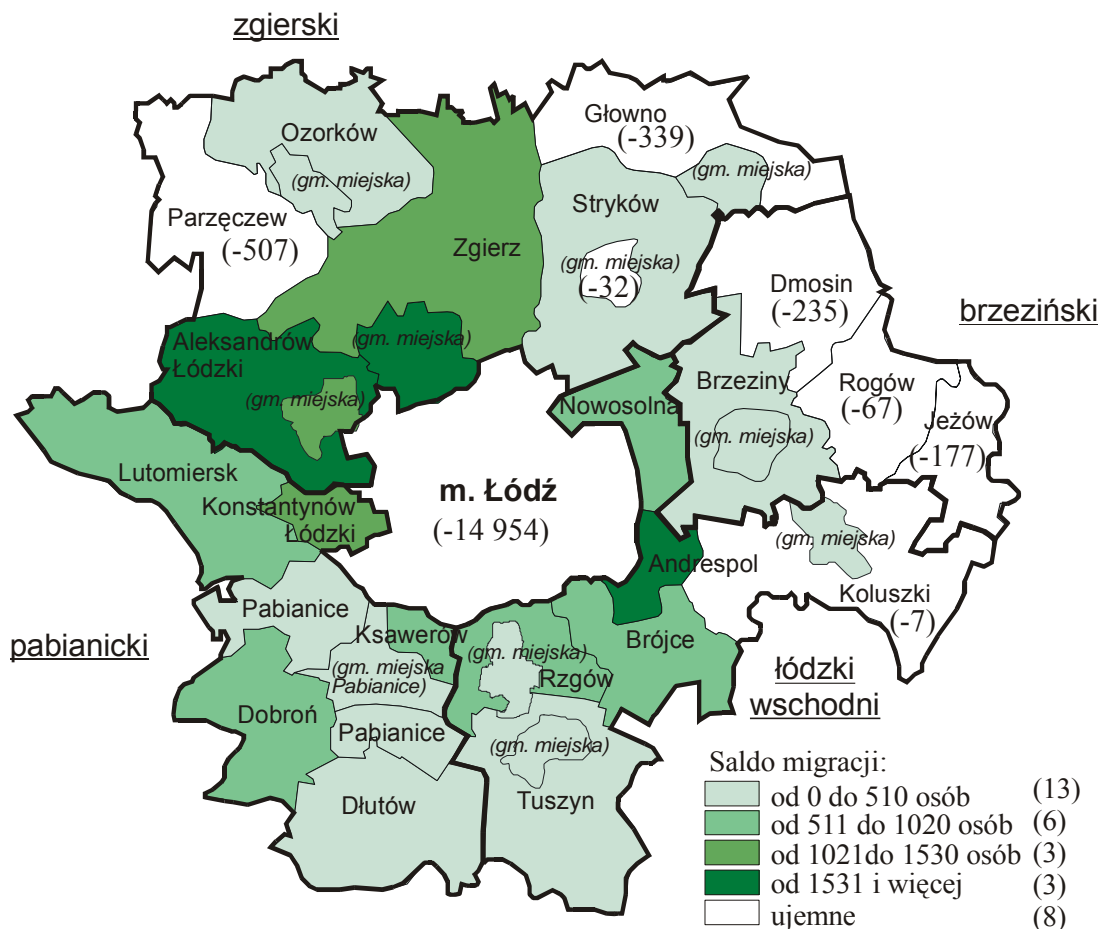 zgierski
Głowno
(-339)
Ozorków
(gm. miejska)
(gm. miejska)
Parzęczew
(-507)
Stryków
Zgierz
(gm. miejska)
(-32)
Dmosin
(-235)
brzeziński
Aleksandrów
Łódzki
(gm. miejska)
(gm. miejska)
Brzeziny
(gm. miejska)
Rogów
(-67)
Jeżów
(-177)
Nowosolna
Lutomiersk
Konstantynów
Łódzki
m. Łódź
(-14 954)
(gm. miejska)
Andrespol
Koluszki
(-7)
Pabianice
Ksawerów
(gm. miejska
Pabianice)
(gm. miejska)
Rzgów
Brójce
pabianicki
łódzki
wschodni
Dobroń
Pabianice
(gm. miejska)
Dłutów
Tuszyn
Saldo migracji:
od 0 do 510 osób (13)
od 511 do 1020 osób (6)
od 1021do 1530 osób (3)
od 1531 i więcej (3)
ujemne (8)